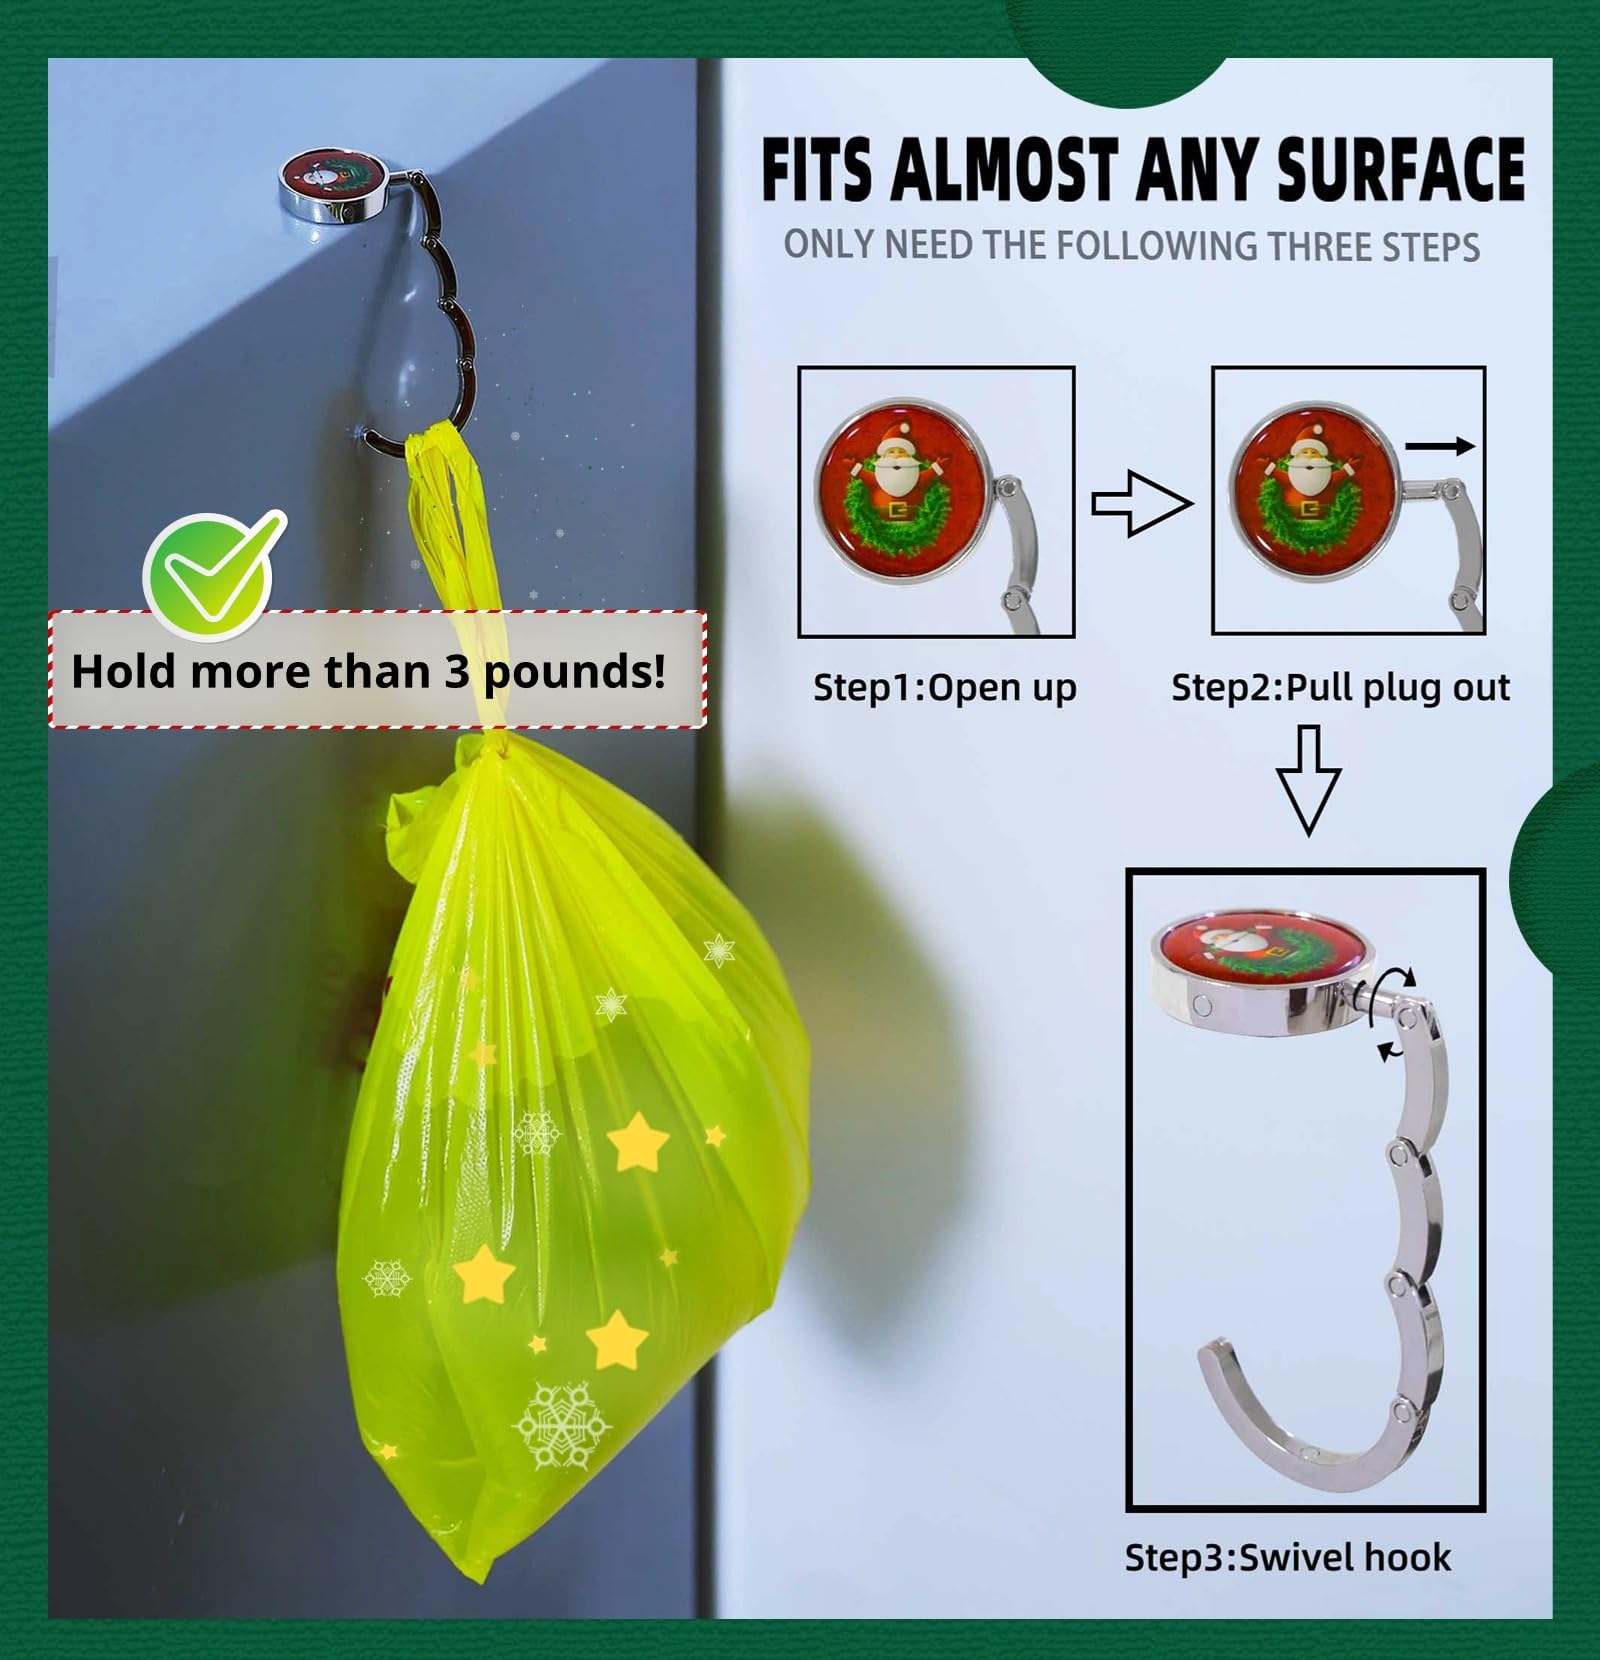 FITS ALMOST ANY SURFACE
ONLY NEED THE FOLLOWING THREE STEPS
Hold more than 3 pounds!
Step1:Open up
Step2:Pull plug out
Step3:Swivel hook